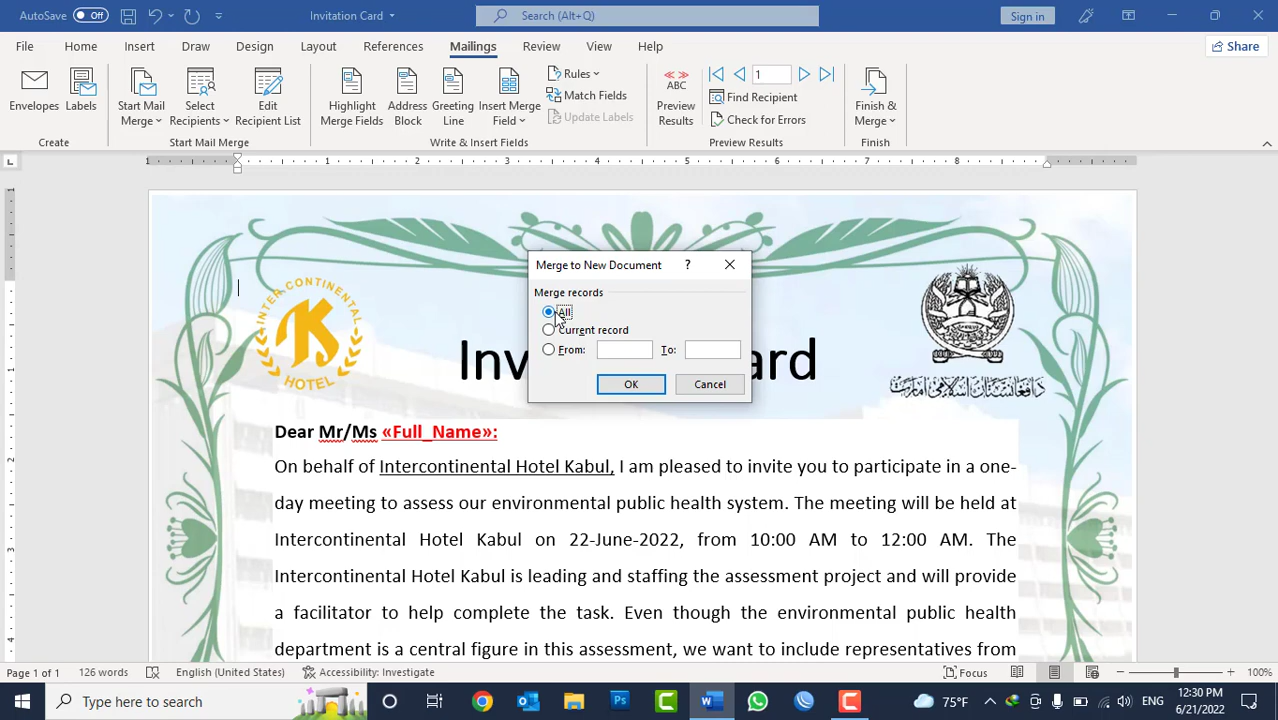 AutoSave Off Invitation Card Search (Alt+Q) Sign in
File Home Insert Draw Design Layout References Mailings Review View Help Share
Envelopes Labels Start Mail Merge Select Recipients Edit Recipient List Highlight Merge Fields Address Block Greeting Line Insert Merge Field Rules Match Fields Update Labels Preview Results 1 Find Recipient Check for Errors Finish & Merge
Create Start Mail Merge Write & Insert Fields Preview Results Finish
Merge to New Document ?
Merge records
All
Current record
From: To:
OK Cancel
INTER CONTINENTAL
HOTEL
Inv ard
دافغانستان اسلامی امارت
Dear Mr/Ms «Full_Name»:
On behalf of Intercontinental Hotel Kabul, I am pleased to invite you to participate in a one-
day meeting to assess our environmental public health system. The meeting will be held at
Intercontinental Hotel Kabul on 22-June-2022, from 10:00 AM to 12:00 AM. The
Intercontinental Hotel Kabul is leading and staffing the assessment project and will provide
a facilitator to help complete the task. Even though the environmental public health
department is a central figure in this assessment, we want to include representatives from
Page 1 of 1 126 words English (United States) Accessibility: Investigate Focus 100%
Type here to search 75°F ENG 12:30 PM
6/21/2022